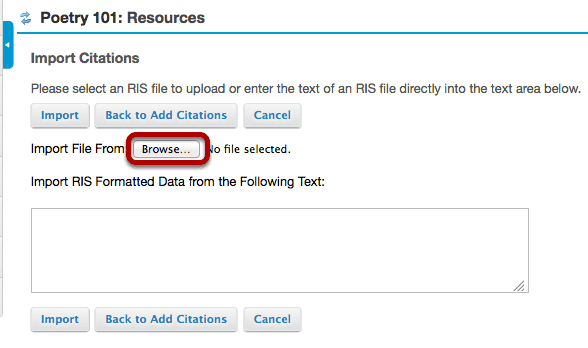 Poetry 101: Resources
Import Citations
Please select an RIS file to upload or enter the text of an RIS file directly into the text area below.
Import Back to Add Citations Cancel
Import File From Browse... No file selected.
Import RIS Formatted Data from the Following Text:
Import Back to Add Citations Cancel